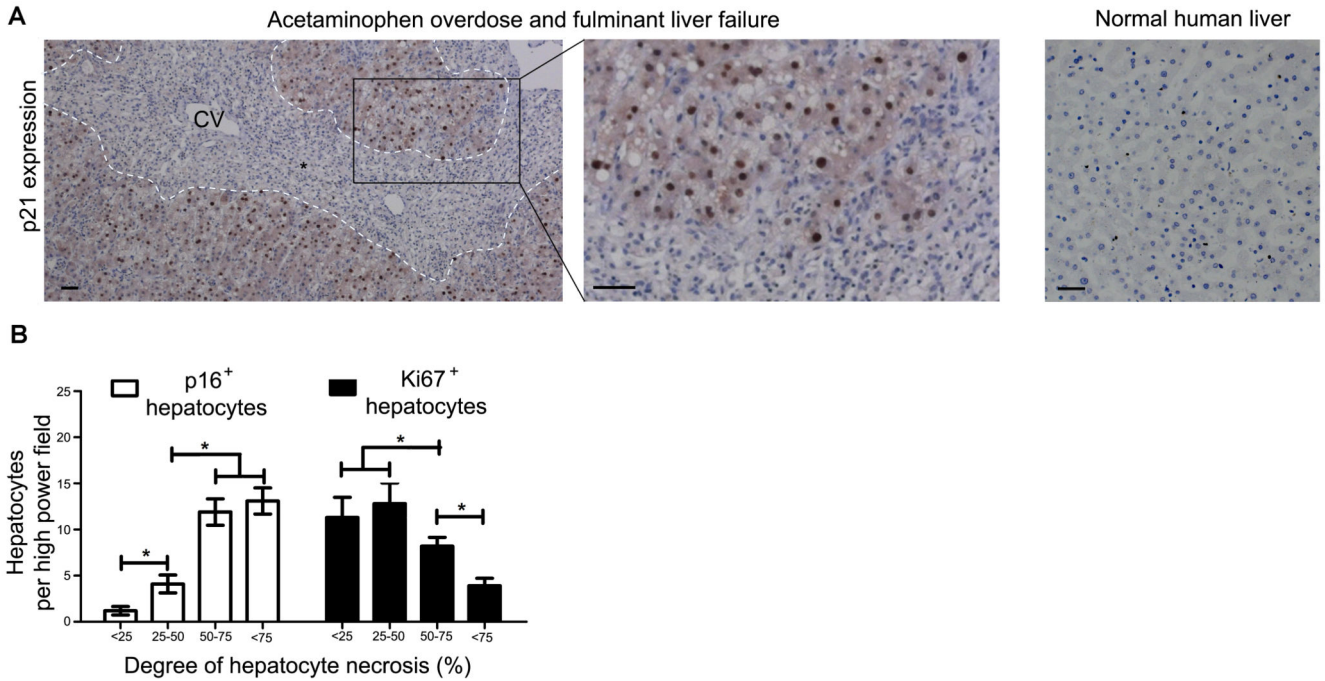 A
Acetaminophen overdose and fulminant liver failure
Normal human liver
p21 expression
CV
*
B
p16+
hepatocytes
Ki67+
hepatocytes
Hepatocytes
per high power field
25
20
15
10
5
0
*
*
*
*
<25 25-50 50-75 <75 <25 25-50 50-75 <75
Degree of hepatocyte necrosis (%)